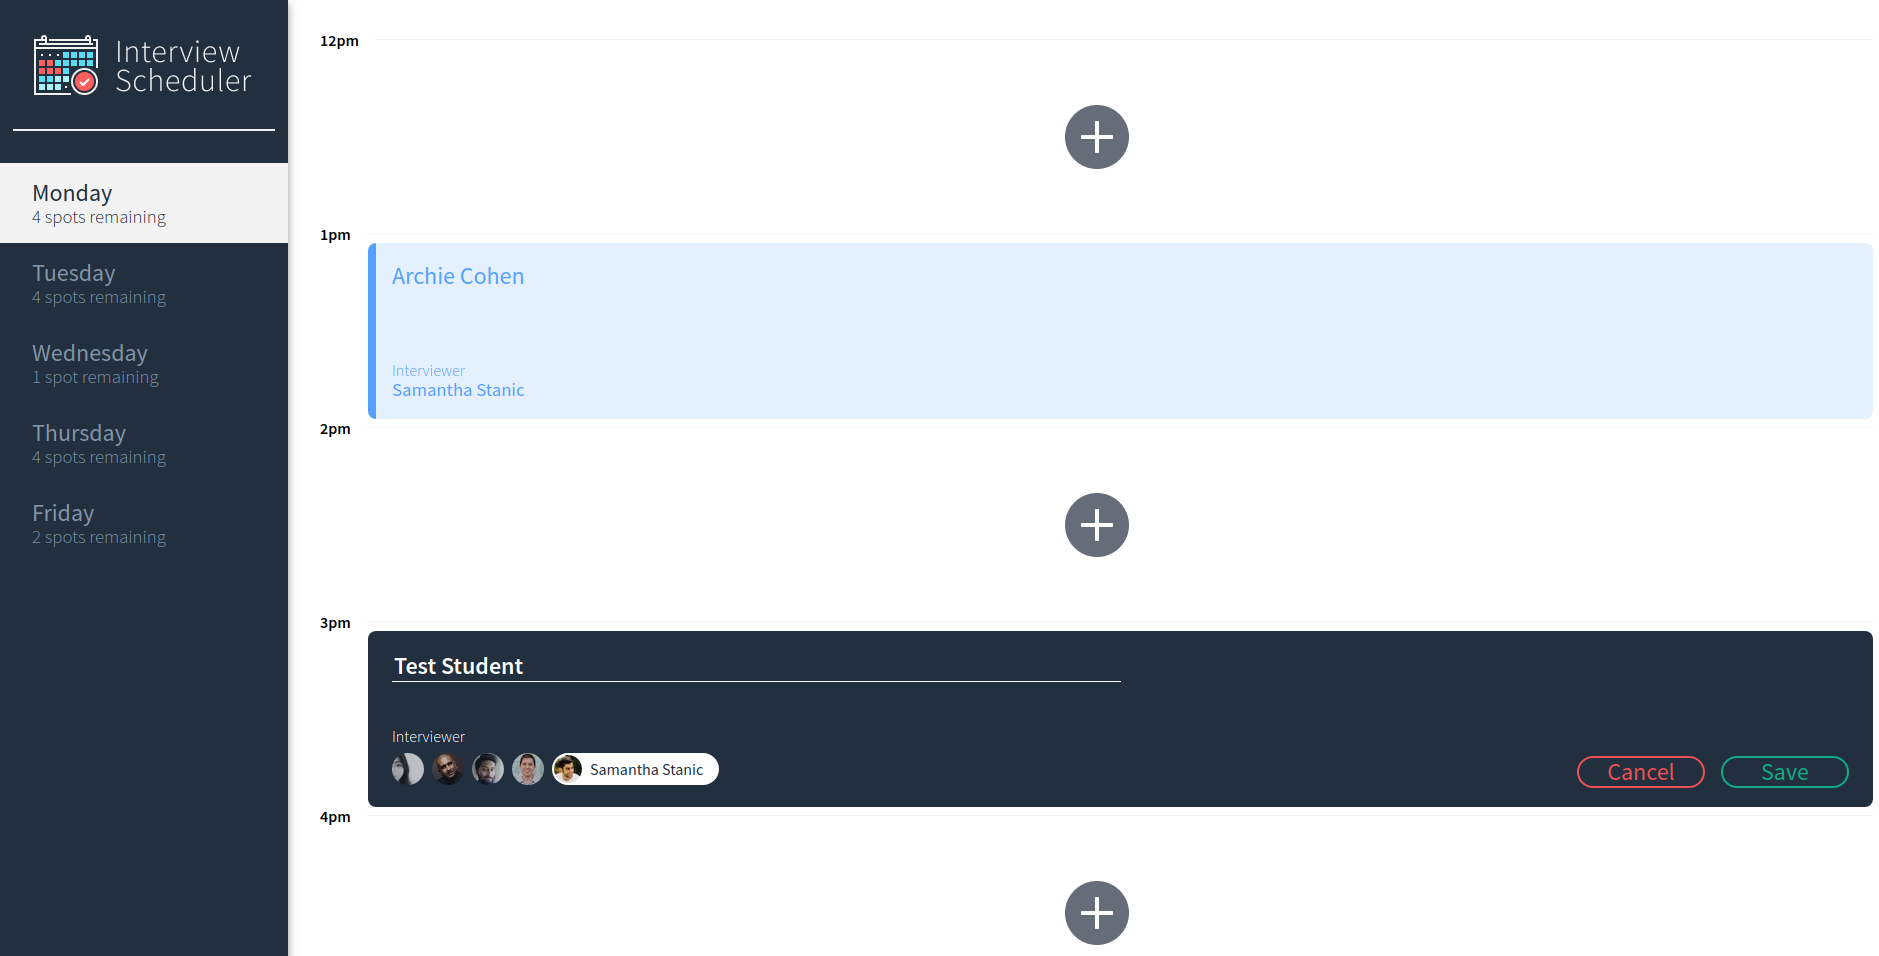 Interview
Scheduler
Monday
4 spots remaining
Tuesday
4 spots remaining
Wednesday
1 spot remaining
Thursday
4 spots remaining
Friday
2 spots remaining
12pm
1pm
Archie Cohen
Interviewer
Samantha Stanic
2pm
3pm
Test Student
Interviewer
Samantha Stanic
Cancel
Save
4pm